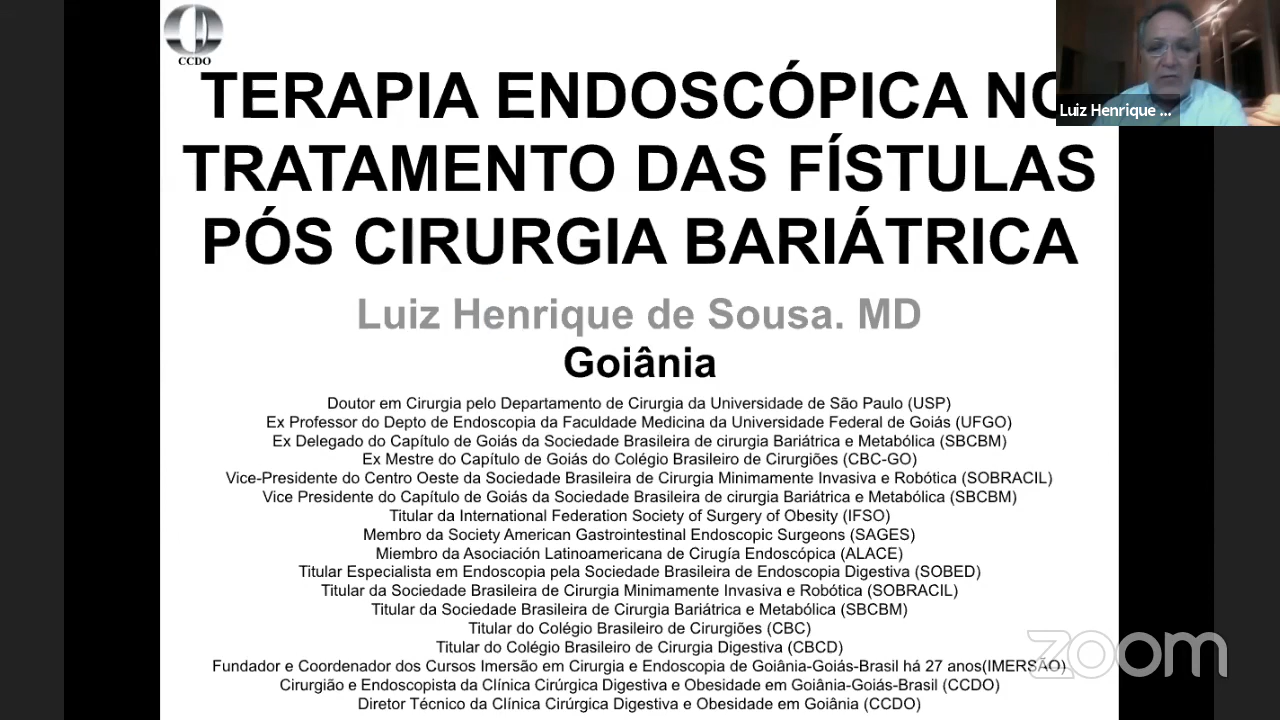 CCDO
TERAPIA ENDOSCÓPICA NO
TRATAMENTO DAS FÍSTULAS
PÓS CIRURGIA BARIÁTRICA
Luiz Henrique ...
Luiz Henrique de Sousa. MD
Goiânia
Doutor em Cirurgia pelo Departamento de Cirurgia da Universidade de São Paulo (USP)
Ex Professor do Depto de Endoscopia da Faculdade Medicina da Universidade Federal de Goiás (UFGO)
Ex Delegado do Capítulo de Goiás da Sociedade Brasileira de cirurgia Bariátrica e Metabólica (SBCBM)
Ex Mestre do Capítulo de Goiás do Colégio Brasileiro de Cirurgiões (CBC-GO)
Vice-Presidente do Centro Oeste da Sociedade Brasileira de Cirurgia Minimamente Invasiva e Robótica (SOBRACIL)
Vice Presidente do Capítulo de Goiás da Sociedade Brasileira de cirurgia Bariátrica e Metabólica (SBCBM)
Titular da International Federation Society of Surgery of Obesity (IFSO)
Membro da Society American Gastrointestinal Endoscopic Surgeons (SAGES)
Miembro da Asociación Latinoamericana de Cirugía Endoscópica (ALACE)
Titular Especialista em Endoscopia pela Sociedade Brasileira de Endoscopia Digestiva (SOBED)
Titular da Sociedade Brasileira de Cirurgia Minimamente Invasiva e Robótica (SOBRACIL)
Titular da Sociedade Brasileira de Cirurgia Bariátrica e Metabólica (SBCBM)
Titular do Colégio Brasileiro de Cirurgiões (CBC)
Titular do Colégio Brasileiro de Cirurgia Digestiva (CBCD)
Fundador e Coordenador dos Cursos Imersão em Cirurgia e Endoscopia de Goiânia-Goiás-Brasil há 27 anos(IMERSÃO)
Cirurgião e Endoscopista da Clínica Cirúrgica Digestiva e Obesidade em Goiânia-Goiás-Brasil (CCDO)
Diretor Técnico da Clínica Cirúrgica Digestiva e Obesidade em Goiânia (CCDO)
zoom